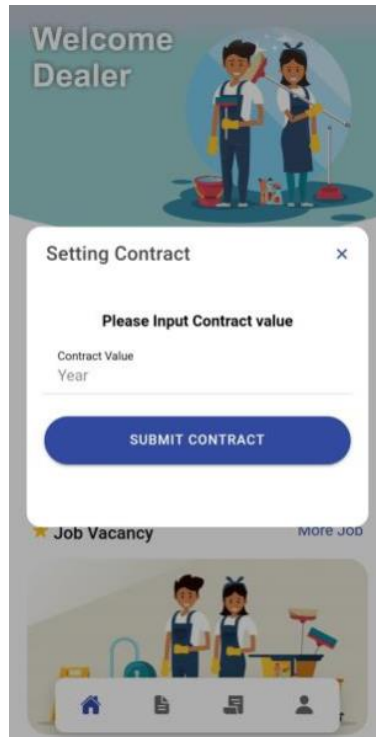 Welcome
Dealer
Setting Contract ×
Please Input Contract value
Contract Value
Year
SUBMIT CONTRACT
Job Vacancy More Job